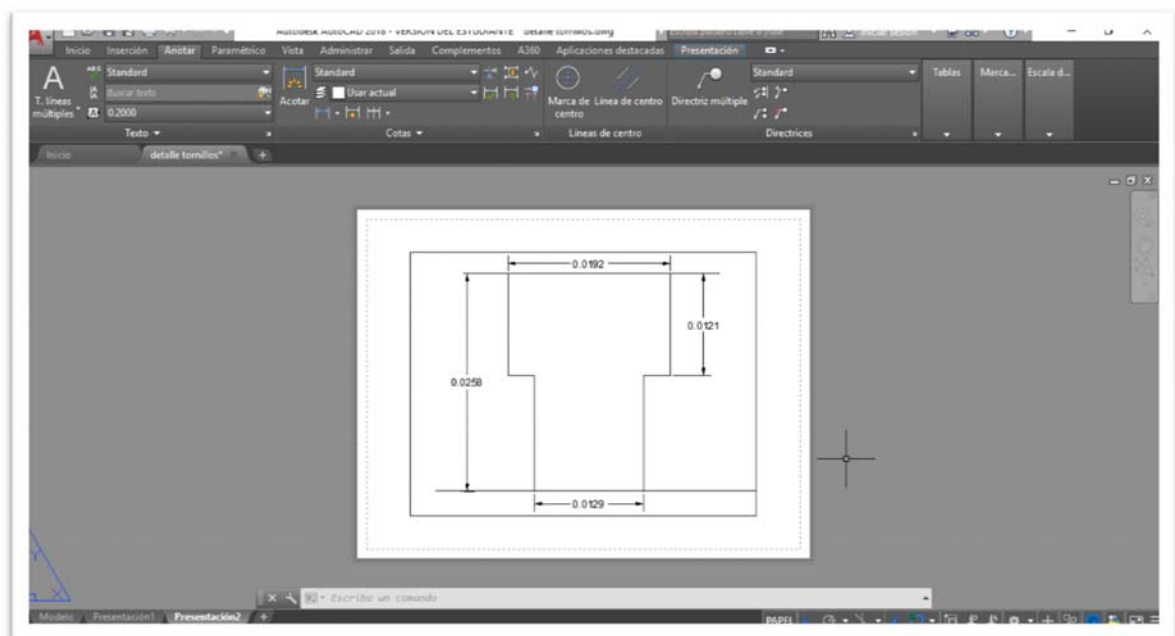 Autodesk AutoCAD 2018 - VERSIÓN DEL ESTUDIANTE detalle tornillos.dwg
Inicio Inserción Anotar Paramétrico Vista Administrar Salida Complementos A360 Aplicaciones destacadas Presentación
A
T. líneas múltiples
ABC Standard
Buscar texto
0.2000
Texto
Acotar
Standard
Usar actual
Cotas
Marca de centro
Línea de centro
Líneas de centro
Directriz múltiple
Standard
Directrices
Tablas
Marca...
Escala d...
Inicio
detalle tornillos*
0.0192
0.0121
0.0258
0.0129
Y
X
Escriba un comando
Modelo Presentación1 Presentación2 +
PAPEL